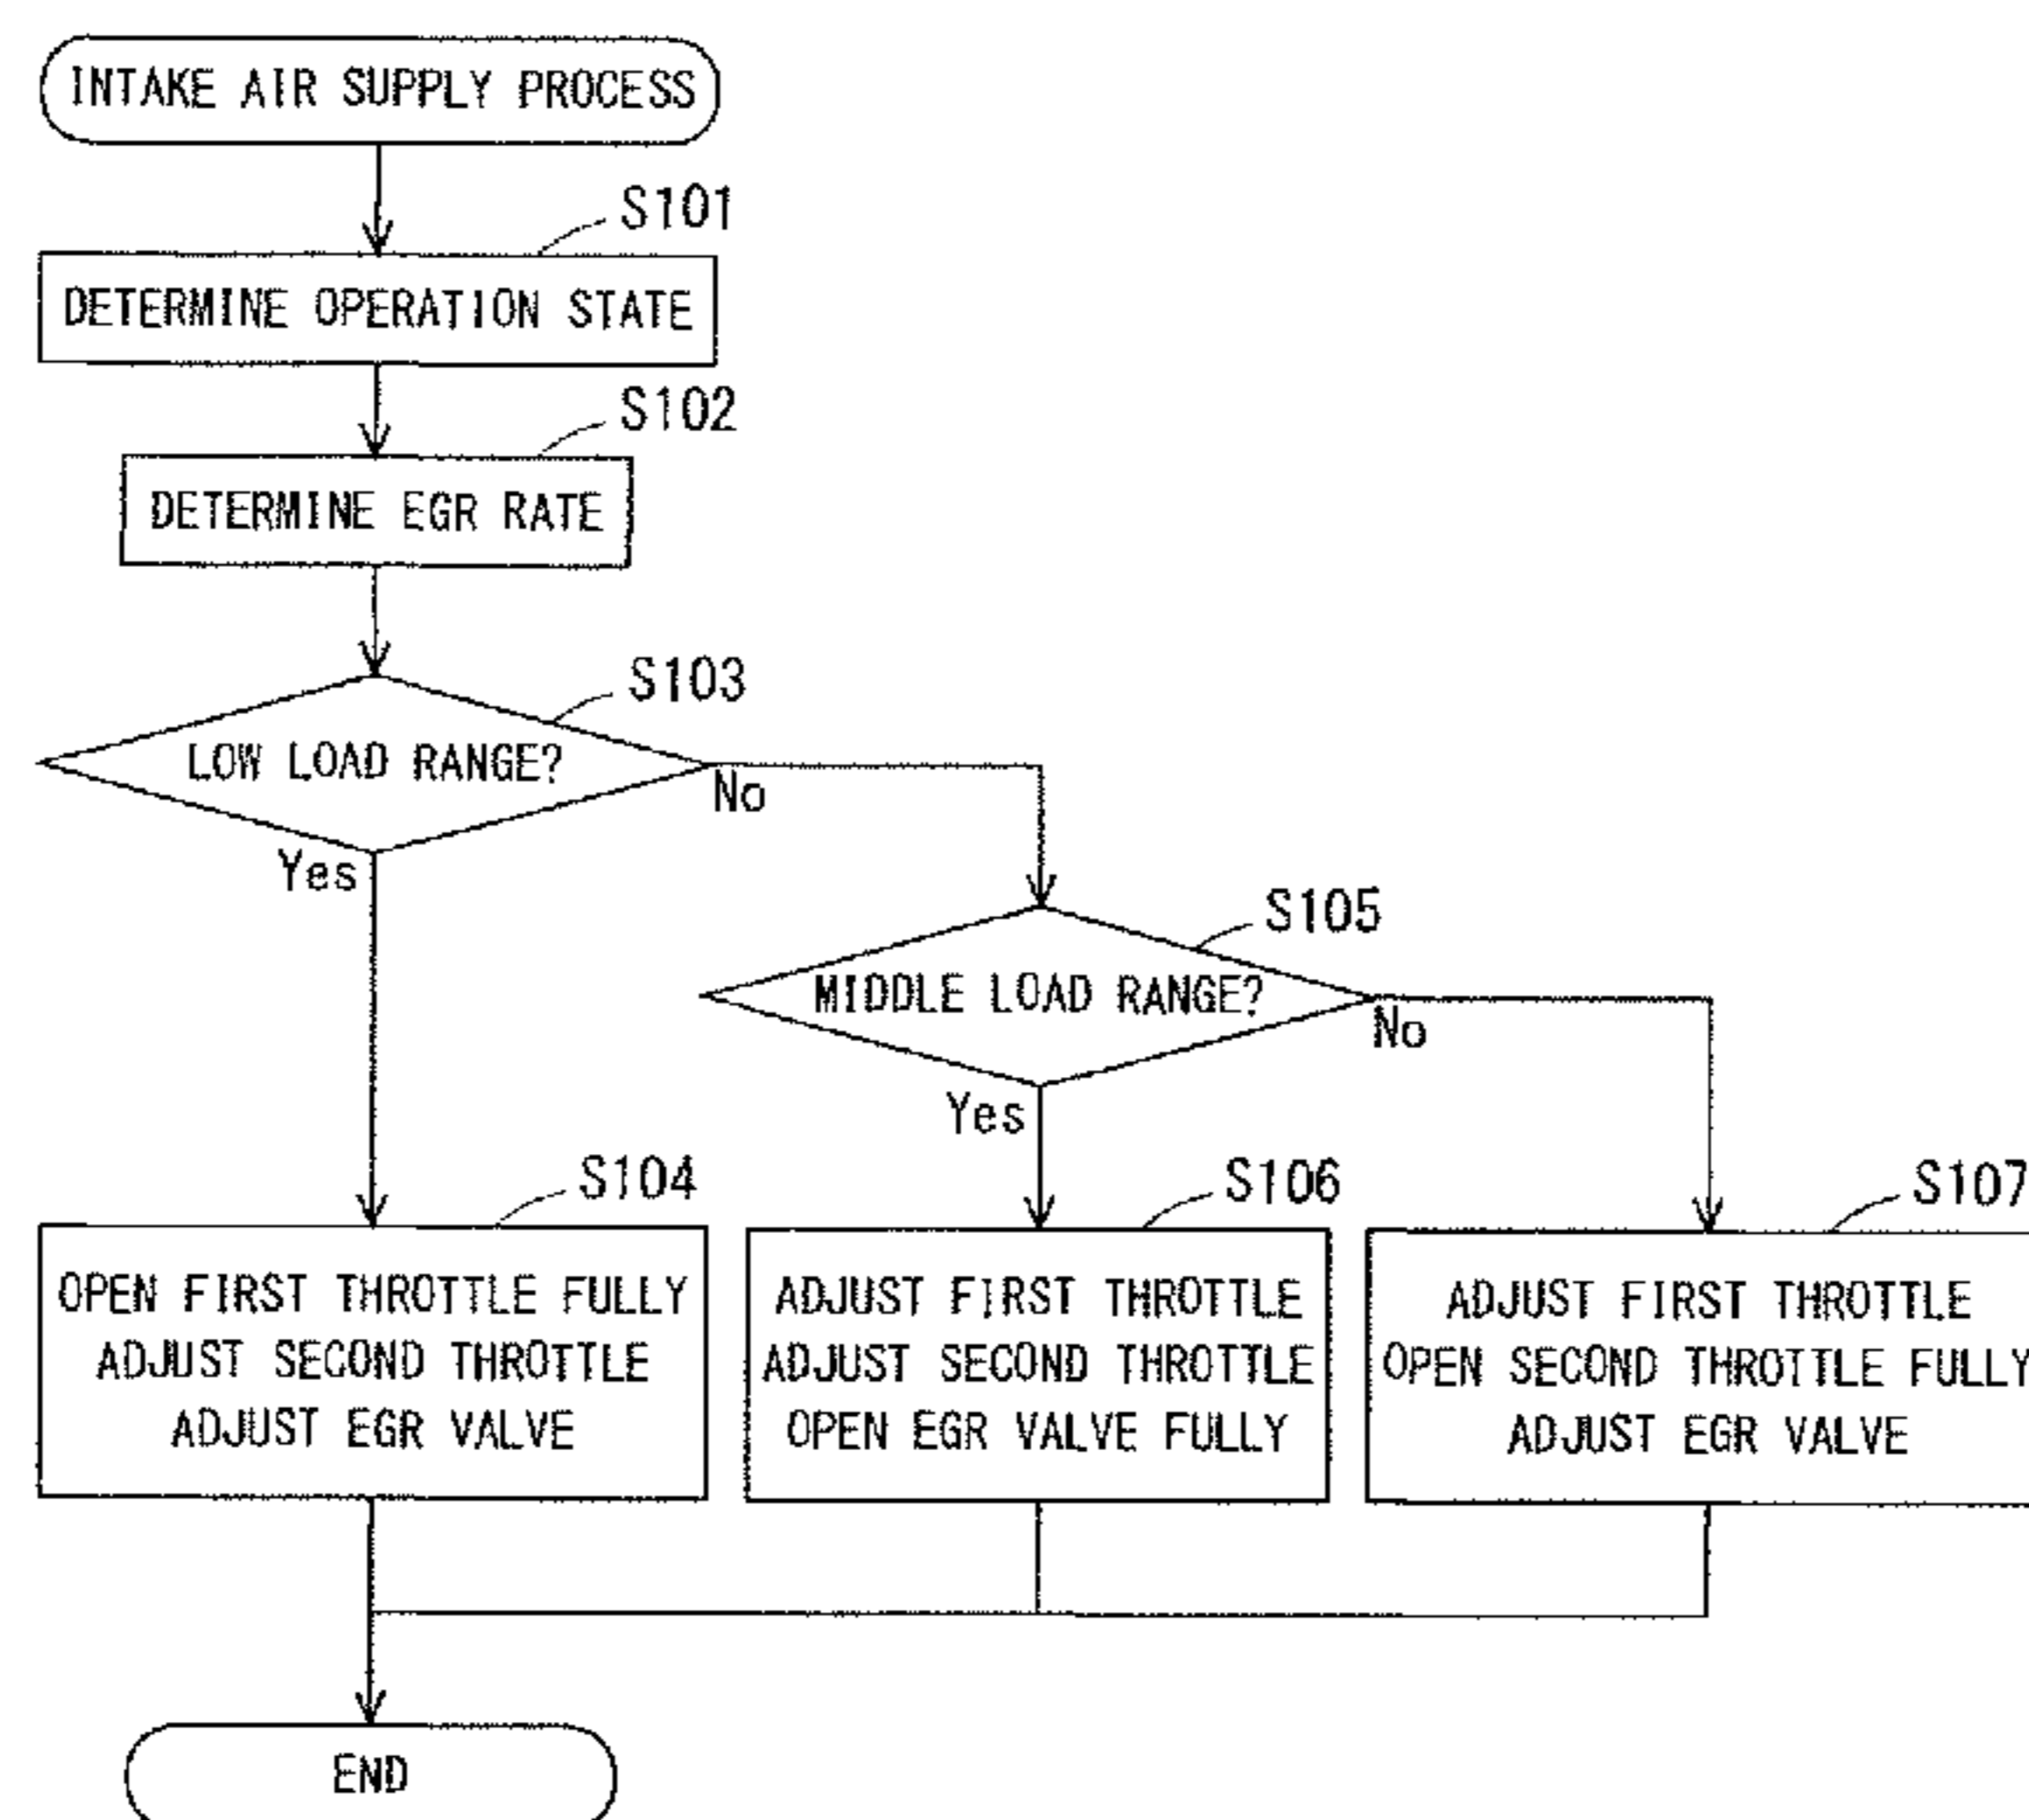 INTAKE AIR SUPPLY PROCESS
S101
DETERMINE OPERATION STATE
S102
DETERMINE EGR RATE
S103
LOW LOAD RANGE?
No
Yes
S105
MIDDLE LOAD RANGE?
No
Yes
S104
OPEN FIRST THROTTLE FULLY
ADJUST SECOND THROTTLE
ADJUST EGR VALVE
S106
ADJUST FIRST THROTTLE
ADJUST SECOND THROTTLE
OPEN EGR VALVE FULLY
S107
ADJUST FIRST THROTTLE
OPEN SECOND THROTTLE FULLY
ADJUST EGR VALVE
END